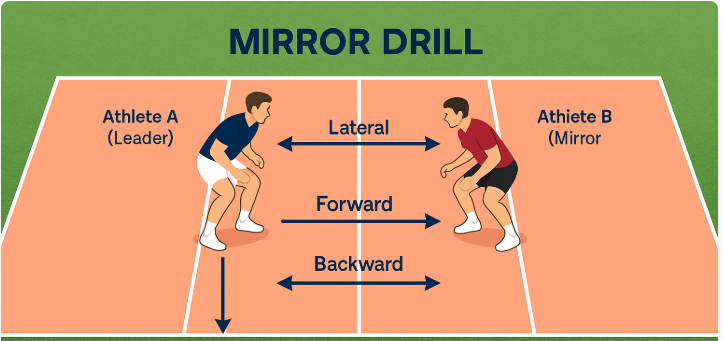 MIRROR DRILL
Athlete A
(Leader)
Lateral
Athiete B
(Mirror
Forward
Backward